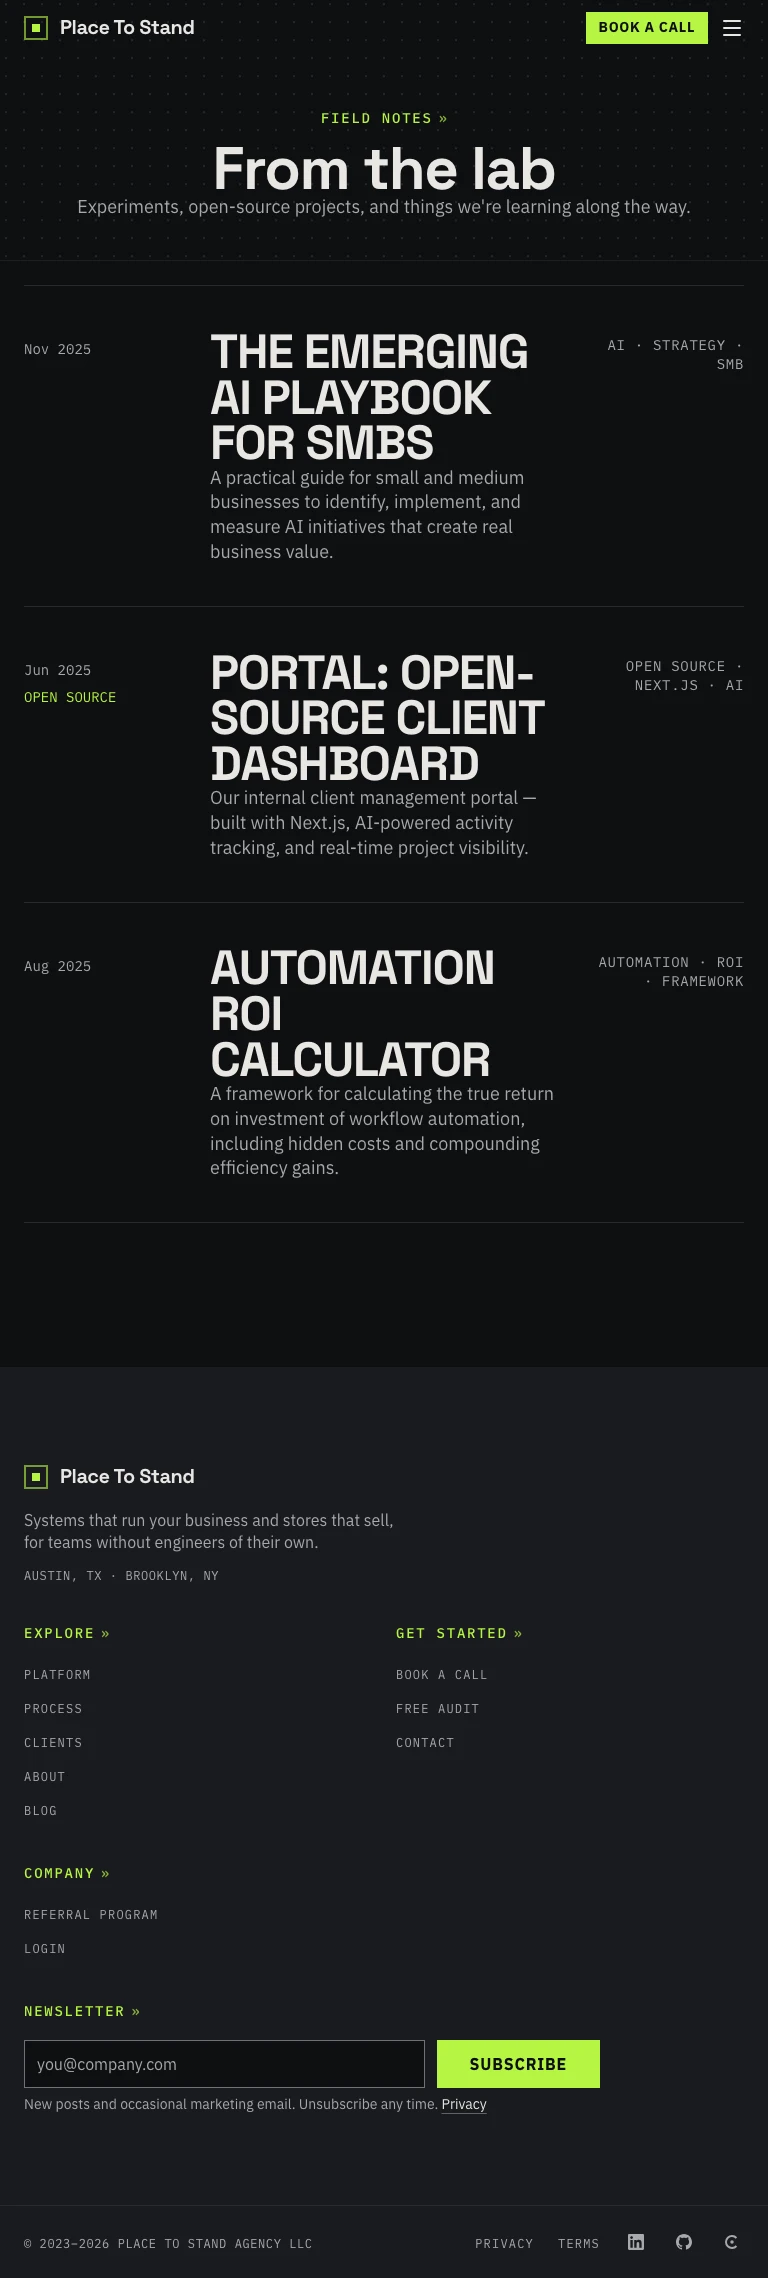 Place To Stand
BOOK A CALL
FIELD NOTES »
From the lab
Experiments, open-source projects, and things we're learning along the way.
Nov 2025
THE EMERGING
AI PLAYBOOK
FOR SMBS
A practical guide for small and medium
businesses to identify, implement, and
measure AI initiatives that create real
business value.
AI · STRATEGY ·
SMB
Jun 2025
OPEN SOURCE
PORTAL: OPEN-
SOURCE CLIENT
DASHBOARD
Our internal client management portal —
built with Next.js, AI-powered activity
tracking, and real-time project visibility.
OPEN SOURCE ·
NEXT.JS · AI
Aug 2025
AUTOMATION
ROI
CALCULATOR
A framework for calculating the true return
on investment of workflow automation,
including hidden costs and compounding
efficiency gains.
AUTOMATION · ROI
· FRAMEWORK
Place To Stand
Systems that run your business and stores that sell,
for teams without engineers of their own.
AUSTIN, TX · BROOKLYN, NY
EXPLORE »
PLATFORM
PROCESS
CLIENTS
ABOUT
BLOG
GET STARTED »
BOOK A CALL
FREE AUDIT
CONTACT
COMPANY »
REFERRAL PROGRAM
LOGIN
NEWSLETTER »
you@company.com
SUBSCRIBE
New posts and occasional marketing email. Unsubscribe any time. Privacy
© 2023–2026 PLACE TO STAND AGENCY LLC
PRIVACY
TERMS